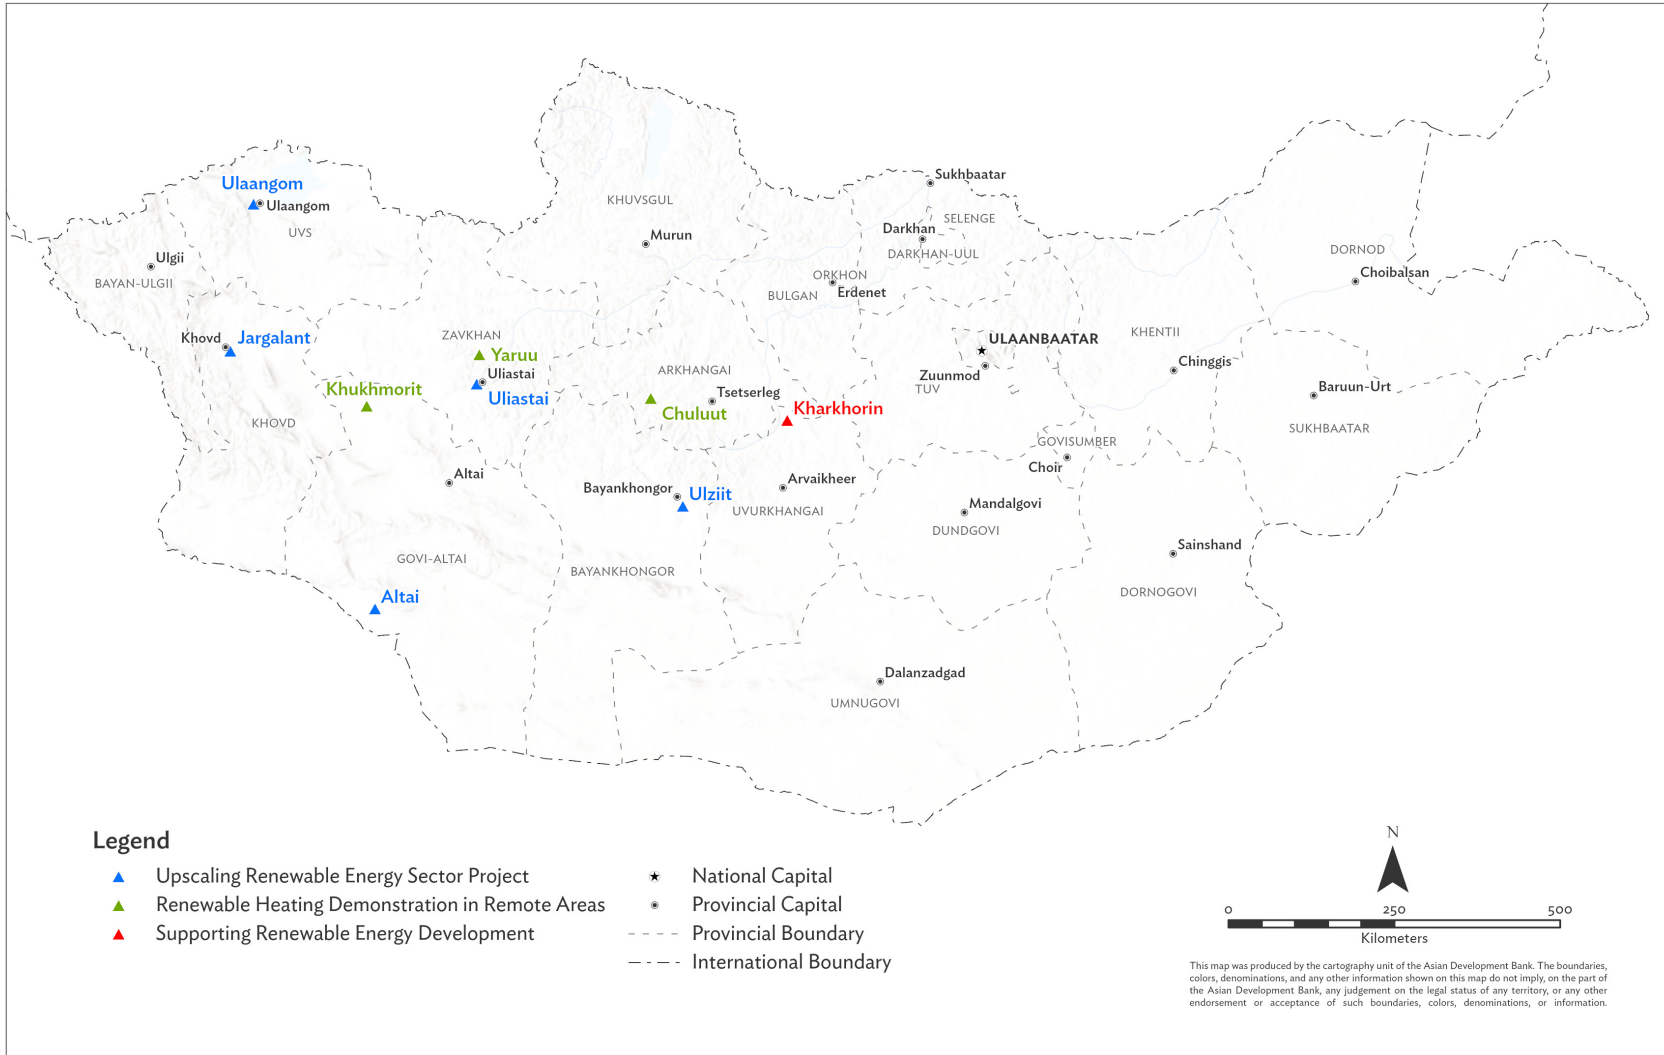 Sukhbaatar
Ulaangom
Ulaangom
UVS
KHUVSGUL
SELENGE
Darkhan
DARKHAN-UUL
Murun
DORNOD
Ulgii
BAYAN-ULGII
ORKHON
BULGAN
Erdenet
Choibalsan
Khovd
Jargalant
ZAVKHAN
Yaruu
Uliastai
Uliastai
ULAANBAATAR
KHENTII
Chinggis
Zuunmod
TUV
ARKHANGAI
Khukhmorit
Tsetserleg
Chuluut
Kharkhorin
Baruun-Urt
KHOVD
SUKHBAATAR
GOVISUMBER
Choir
Altai
Bayankhongor
Ulziit
Arvaikheer
UVURKHANGAI
Mandalgovi
DUNDGOVI
Sainshand
GOVI-ALTAI
BAYANKHONGOR
DORNOGOVI
Altai
Dalanzadgad
UMNUGOVI
Legend
Upscaling Renewable Energy Sector Project
Renewable Heating Demonstration in Remote Areas
Supporting Renewable Energy Development
National Capital
Provincial Capital
Provincial Boundary
International Boundary
N
0 250 500
Kilometers
This map was produced by the cartography unit of the Asian Development Bank. The boundaries,
colors, denominations, and any other information shown on this map do not imply, on the part of
the Asian Development Bank, any judgement on the legal status of any territory, or any other
endorsement or acceptance of such boundaries, colors, denominations, or information.